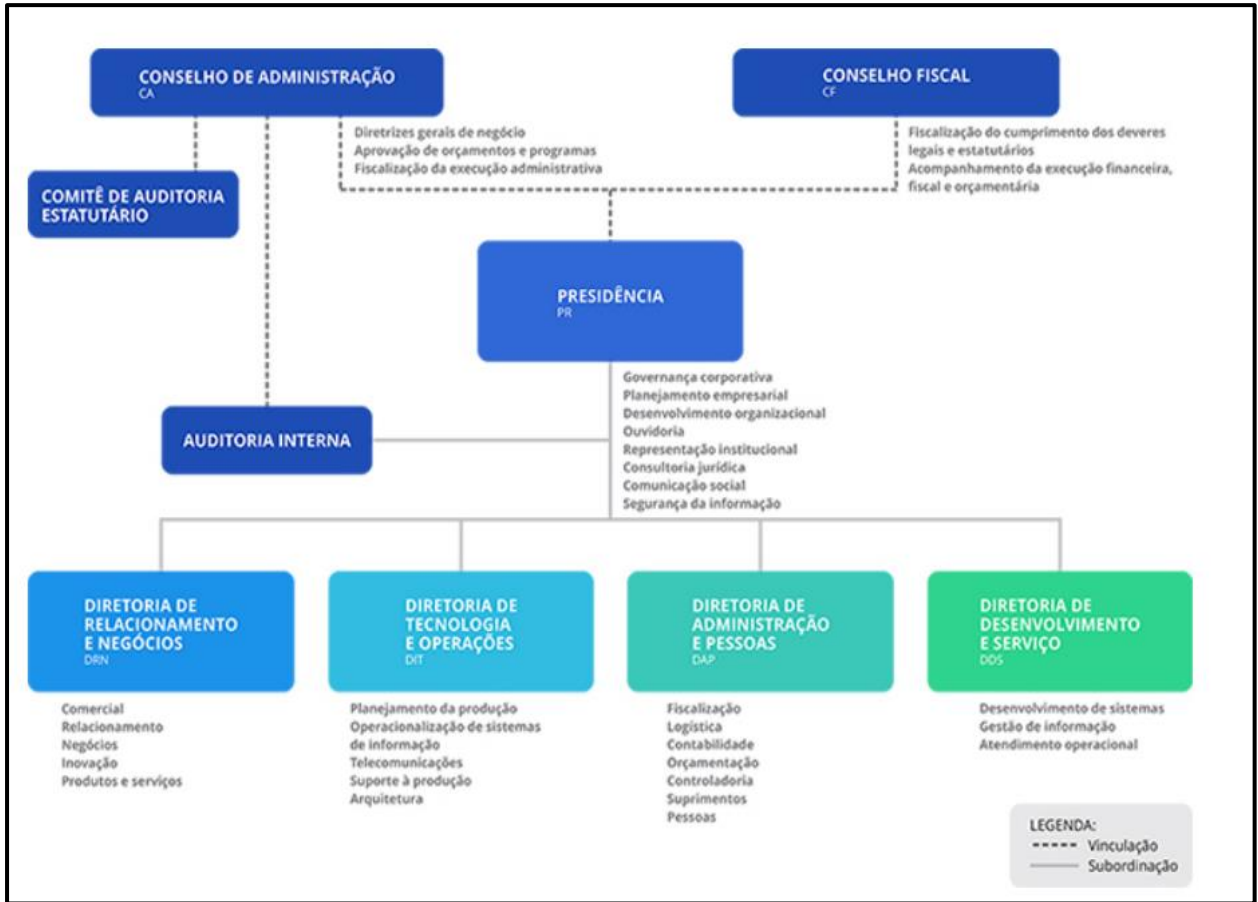 CONSELHO DE ADMINISTRAÇÃO
CA
CONSELHO FISCAL
CF
Diretrizes gerais de negócio
Aprovação de orçamentos e programas
Fiscalização da execução administrativa
Fiscalização do cumprimento dos deveres
legais e estatutários
Acompanhamento da execução financeira,
fiscal e orçamentária
COMITÊ DE AUDITORIA
ESTATUTÁRIO
PRESIDÊNCIA
PR
Governança corporativa
Planejamento empresarial
Desenvolvimento organizacional
Ouvidoria
Representação institucional
Consultoria jurídica
Comunicação social
Segurança da informação
AUDITORIA INTERNA
DIRETORIA DE
RELACIONAMENTO
E NEGÓCIOS
DRN
Comercial
Relacionamento
Negócios
Inovação
Produtos e serviços
DIRETORIA DE
TECNOLOGIA
E OPERAÇÕES
DIT
Planejamento da produção
Operacionalização de sistemas
de informação
Telecomunicações
Suporte à produção
Arquitetura
DIRETORIA DE
ADMINISTRAÇÃO
E PESSOAS
DAP
Fiscalização
Logística
Contabilidade
Orçamentação
Controladoria
Suprimentos
Pessoas
DIRETORIA DE
DESENVOLVIMENTO
E SERVIÇO
DDS
Desenvolvimento de sistemas
Gestão de informação
Atendimento operacional
LEGENDA:
Vinculação
Subordinação